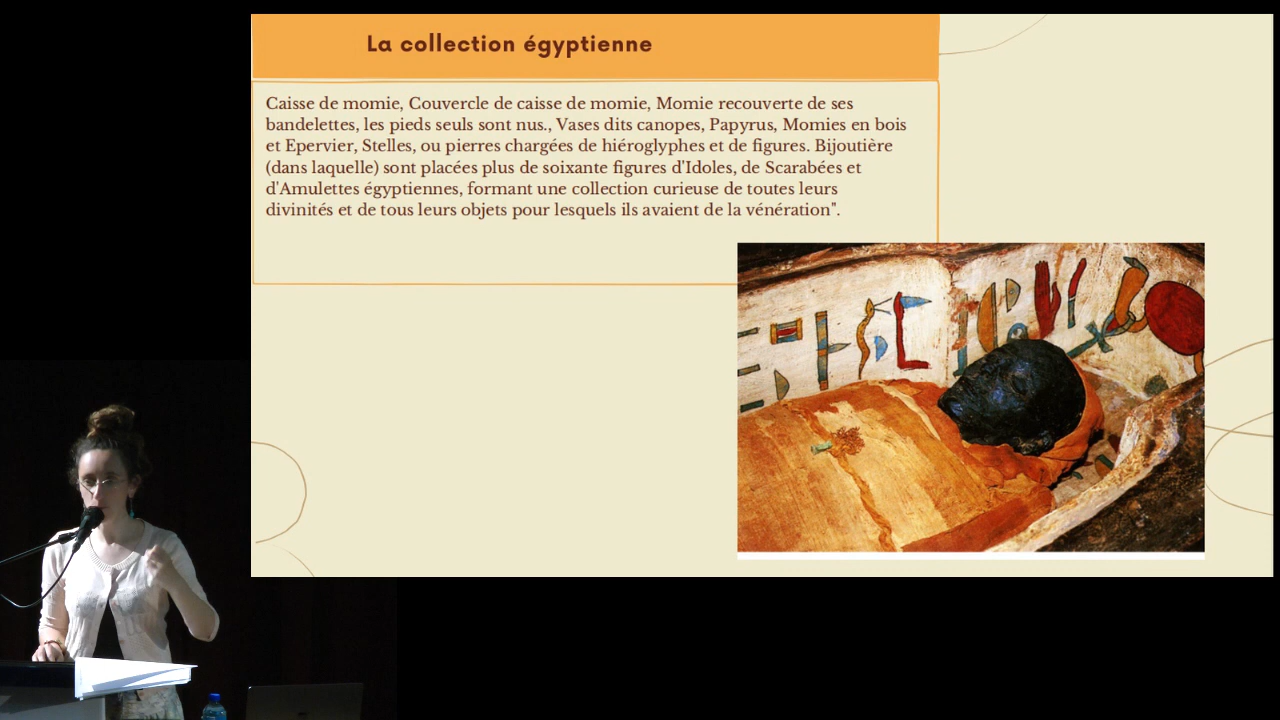 La collection égyptienne
Caisse de momie, Couvercle de caisse de momie, Momie recouverte de ses
bandelettes, les pieds seuls sont nus., Vases dits canopes, Papyrus, Momies en bois
et Epervier, Stelles, ou pierres chargées de hiéroglyphes et de figures. Bijoutière
(dans laquelle) sont placées plus de soixante figures d'Idoles, de Scarabées et
d'Amulettes égyptiennes, formant une collection curieuse de toutes leurs
divinités et de tous leurs objets pour lesquels ils avaient de la vénération".